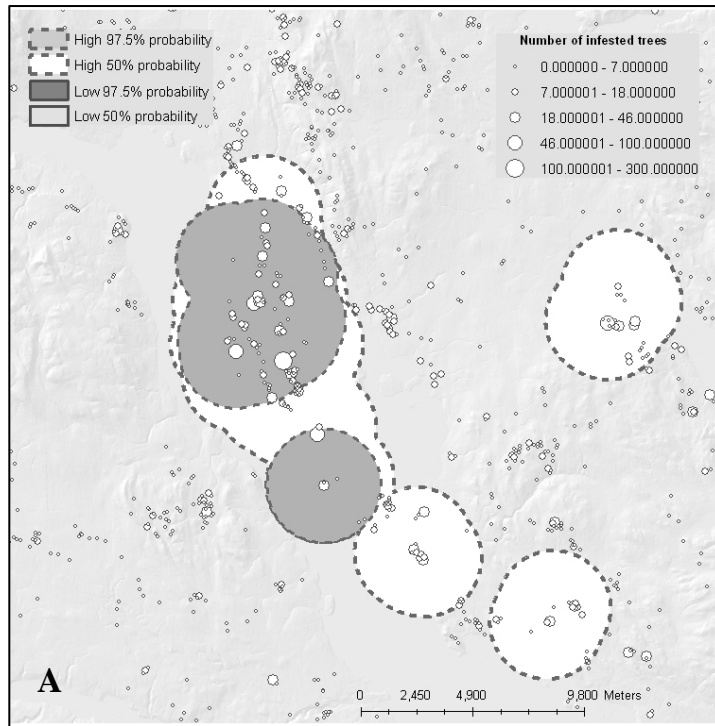 High 97.5% probability
High 50% probability
Low 97.5% probability
Low 50% probability
Number of infested trees
0.000000 - 7.000000
7.000001 - 18.000000
18.000001 - 46.000000
46.000001 - 100.000000
100.000001 - 300.000000
A
0 2,450 4,900 9,800 Meters